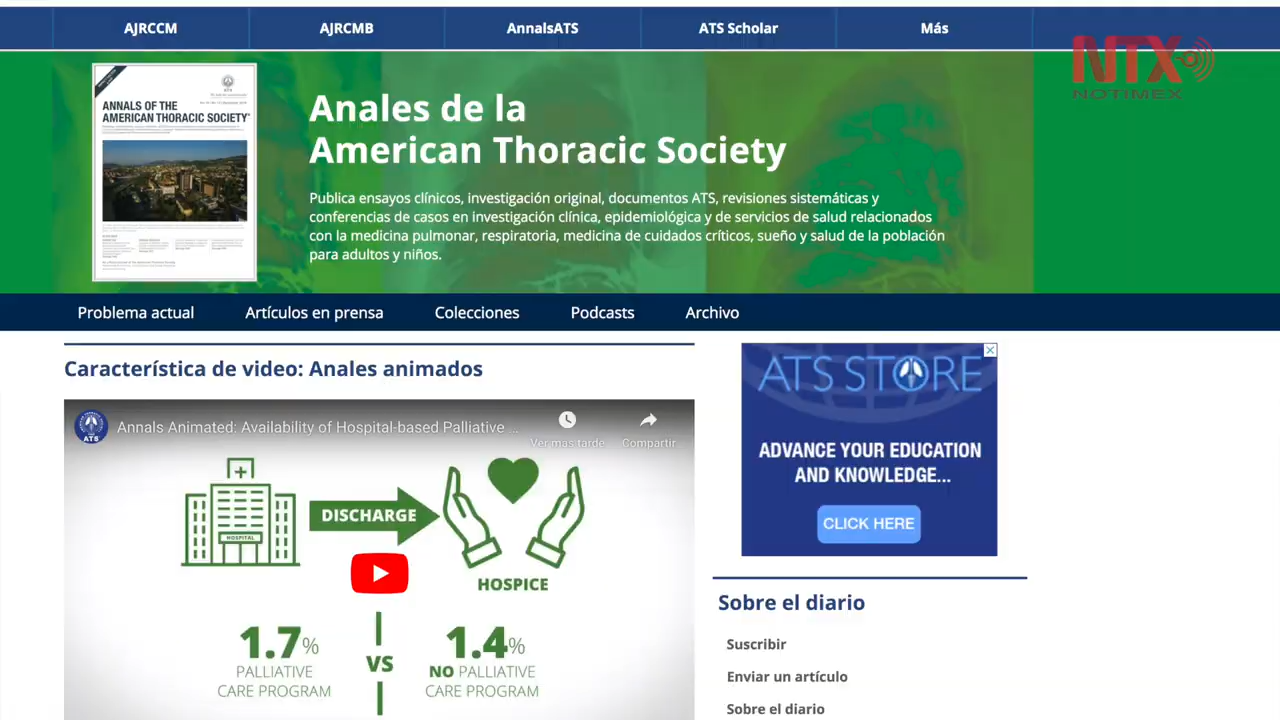 AJRCCM
AJRCMB
AnnalsATS
ATS Scholar
Más
NTX
NOTIMEX
ANNALS OF THE
AMERICAN THORACIC SOCIETY
Anales de la
American Thoracic Society
Publica ensayos clínicos, investigación original, documentos ATS, revisiones sistemáticas y
conferencias de casos en investigación clínica, epidemiológica y de servicios de salud relacionados
con la medicina pulmonar, respiratoria, medicina de cuidados críticos, sueño y salud de la población
para adultos y niños.
Problema actual
Artículos en prensa
Colecciones
Podcasts
Archivo
Característica de video: Anales animados
ATS
Annals Animated: Availability of Hospital-based Palliative ...
Ver más tarde
Compartir
HOSPITAL
DISCHARGE
HOSPICE
1.7%
PALLIATIVE
CARE PROGRAM
VS
1.4%
NO PALLIATIVE
CARE PROGRAM
ATS STORE
ADVANCE YOUR EDUCATION
AND KNOWLEDGE...
CLICK HERE
Sobre el diario
Suscribir
Enviar un artículo
Sobre el diario